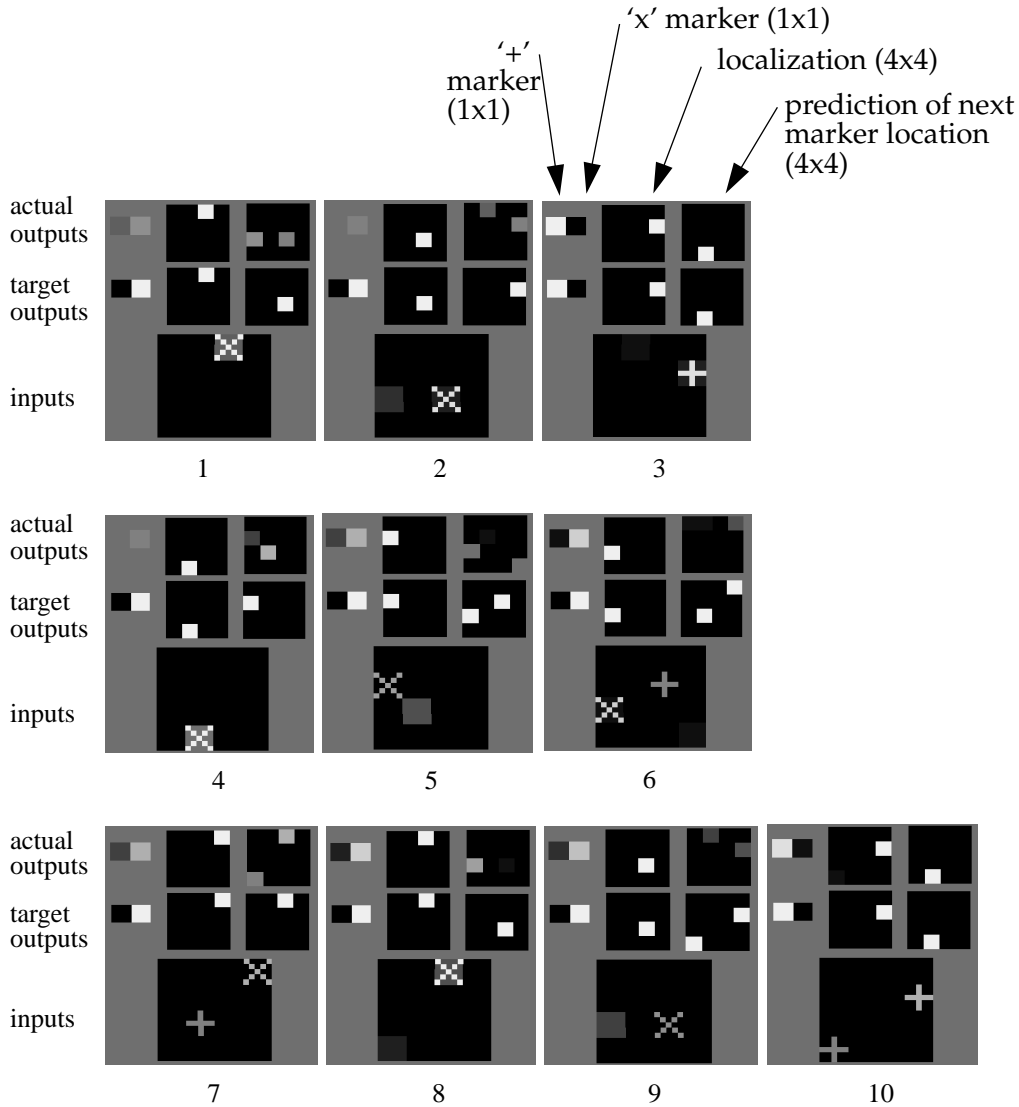 ‘x’ marker (1x1)
‘+’
marker
(1x1)
localization (4x4)
prediction of next
marker location
(4x4)
actual
outputs
target
outputs
inputs
1 2 3
actual
outputs
target
outputs
inputs
4 5 6
actual
outputs
target
outputs
inputs
7 8 9 10